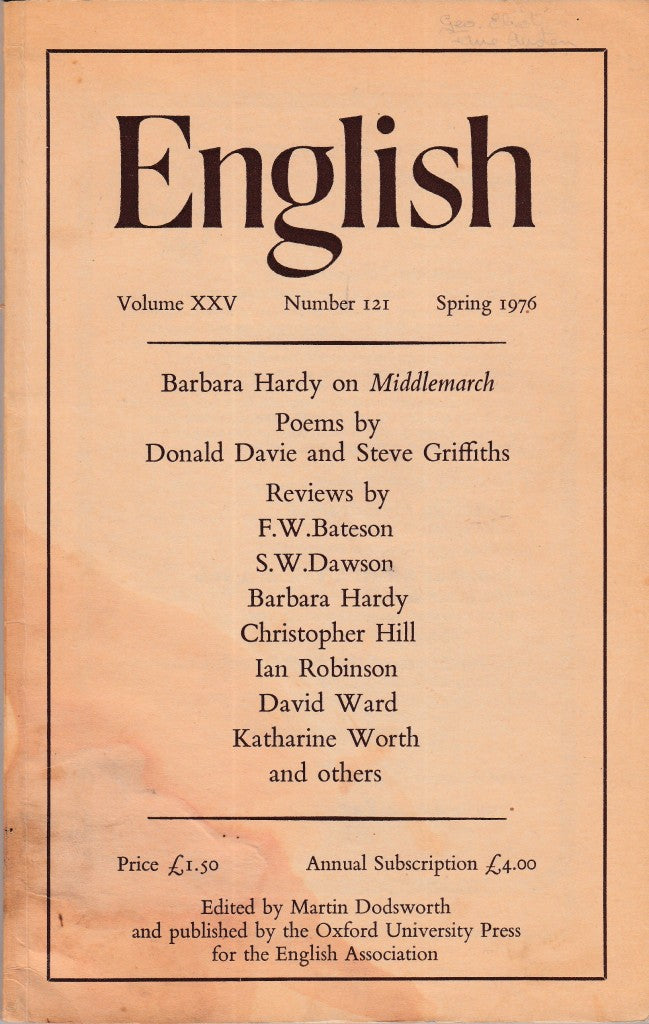 Geo. Eliot
English
Volume XXV Number 121 Spring 1976
Barbara Hardy on Middlemarch
Poems by
Donald Davie and Steve Griffiths
Reviews by
F.W.Bateson
S.W.Dawson
Barbara Hardy
Christopher Hill
Ian Robinson
David Ward
Katharine Worth
and others
Price £1.50 Annual Subscription £4.00
Edited by Martin Dodsworth
and published by the Oxford University Press
for the English Association